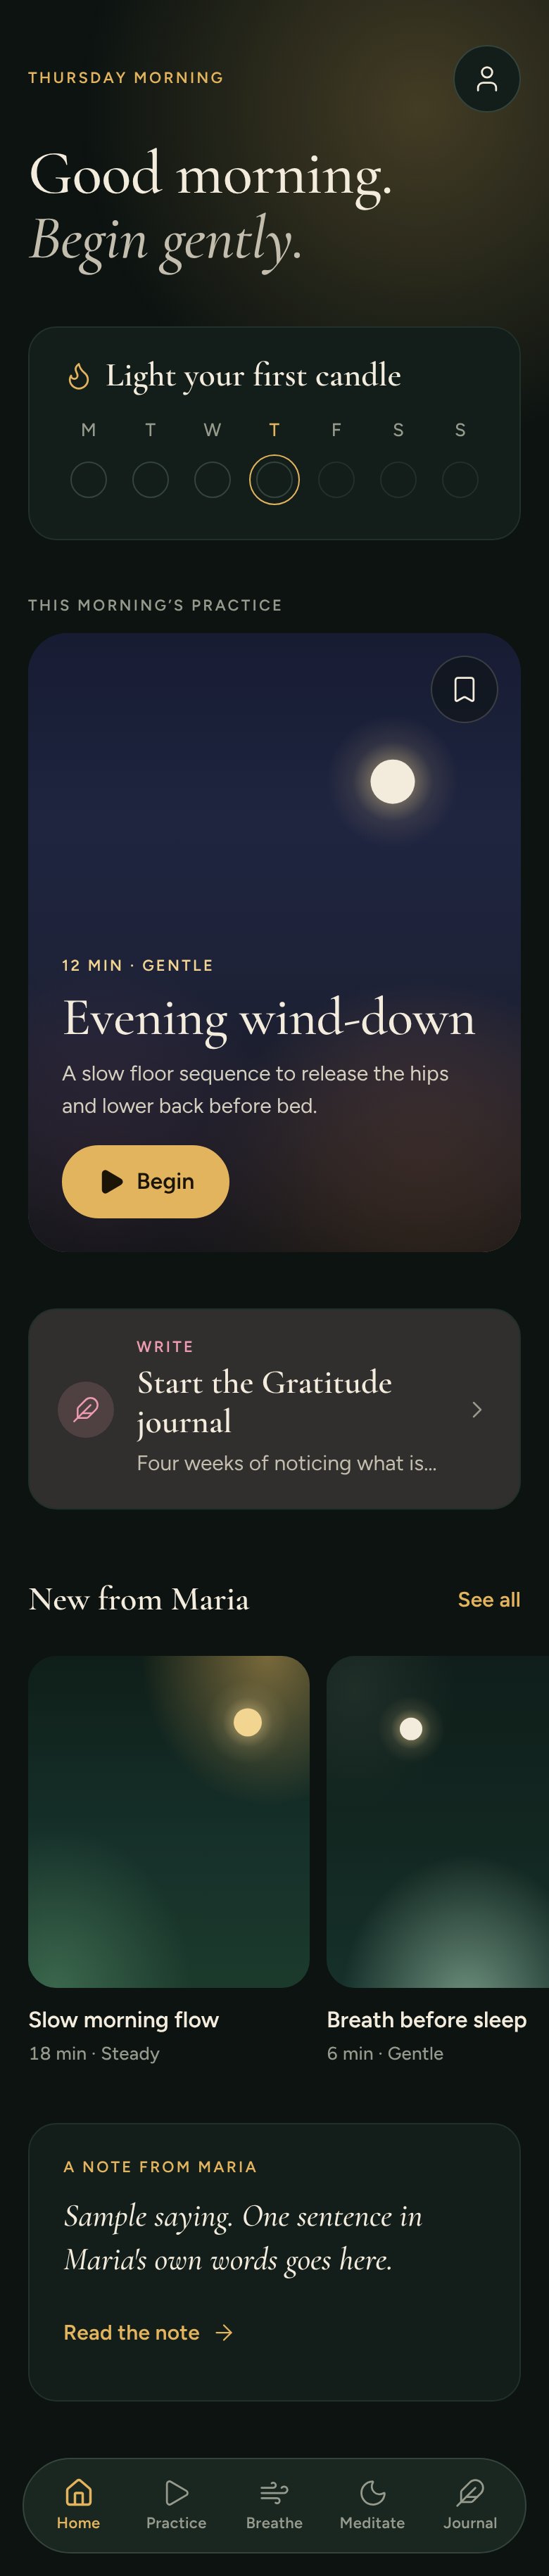 THURSDAY MORNING
Good morning.
Begin gently.
Light your first candle
M T W T F S S
THIS MORNING’S PRACTICE
12 MIN · GENTLE
Evening wind-down
A slow floor sequence to release the hips
and lower back before bed.
Begin
WRITE
Start the Gratitude
journal
Four weeks of noticing what is...
New from Maria
See all
Slow morning flow
18 min · Steady
Breath before sleep
6 min · Gentle
A NOTE FROM MARIA
Sample saying. One sentence in
Maria's own words goes here.
Read the note
Home Practice Breathe Meditate Journal